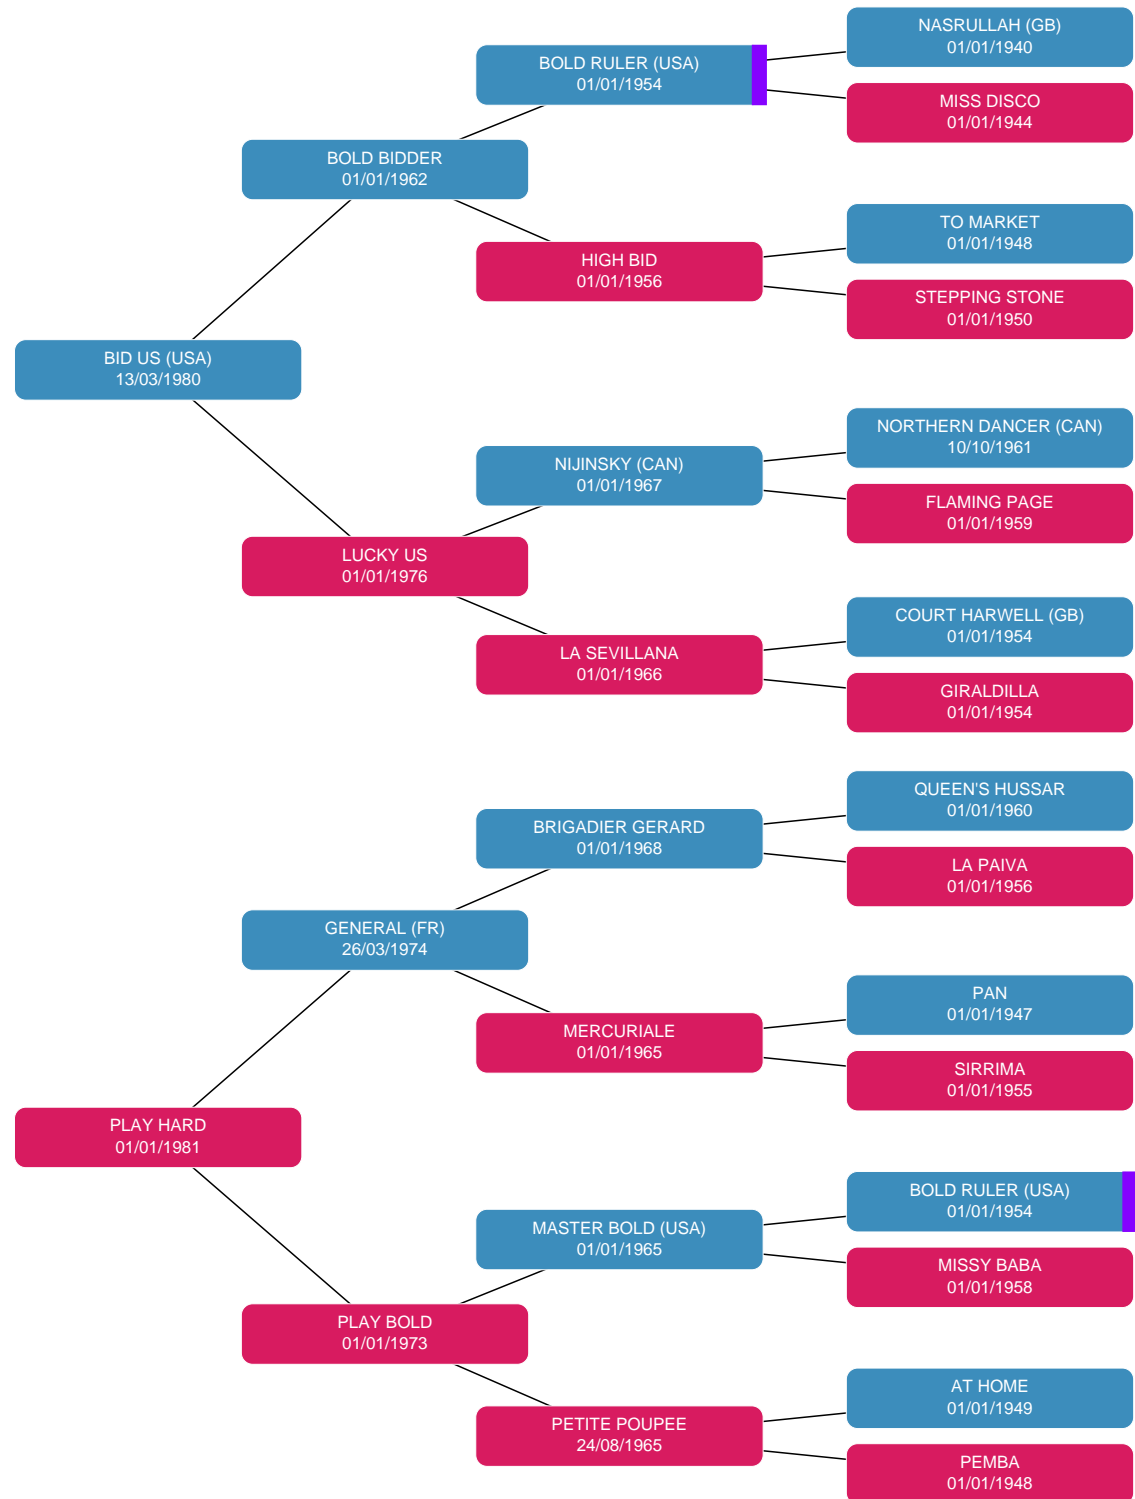 NASRULLAH (GB)
01/01/1940
BOLD RULER (USA)
01/01/1954
MISS DISCO
01/01/1944
BOLD BIDDER
01/01/1962
TO MARKET
01/01/1948
HIGH BID
01/01/1956
STEPPING STONE
01/01/1950
BID US (USA)
13/03/1980
NORTHERN DANCER (CAN)
10/10/1961
NIJINSKY (CAN)
01/01/1967
FLAMING PAGE
01/01/1959
LUCKY US
01/01/1976
COURT HARWELL (GB)
01/01/1954
LA SEVILLANA
01/01/1966
GIRALDILLA
01/01/1954
QUEEN'S HUSSAR
01/01/1960
BRIGADIER GERARD
01/01/1968
LA PAIVA
01/01/1956
GENERAL (FR)
26/03/1974
PAN
01/01/1947
MERCURIALE
01/01/1965
SIRRIMA
01/01/1955
PLAY HARD
01/01/1981
BOLD RULER (USA)
01/01/1954
MASTER BOLD (USA)
01/01/1965
MISSY BABA
01/01/1958
PLAY BOLD
01/01/1973
AT HOME
01/01/1949
PETITE POUPEE
24/08/1965
PEMBA
01/01/1948